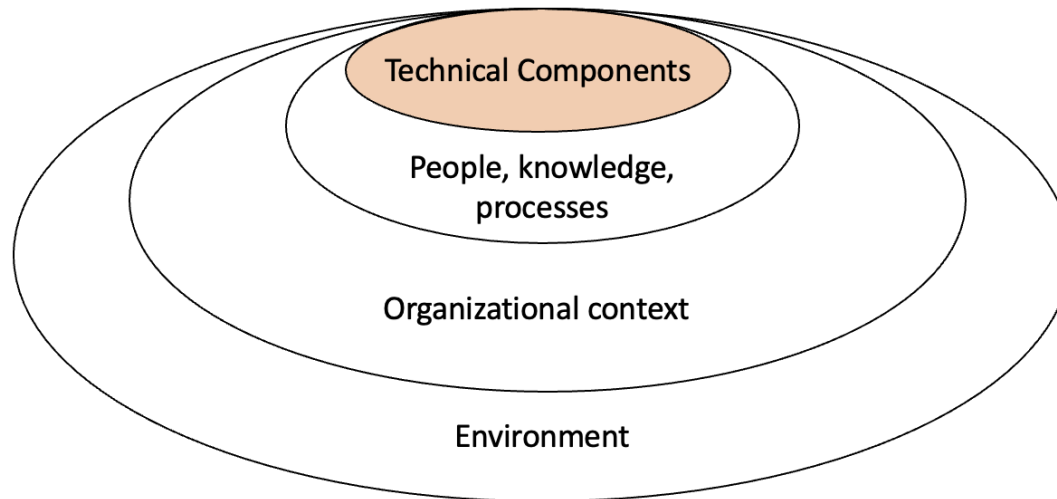 Technical Components
People, knowledge,
processes
Organizational context
Environment